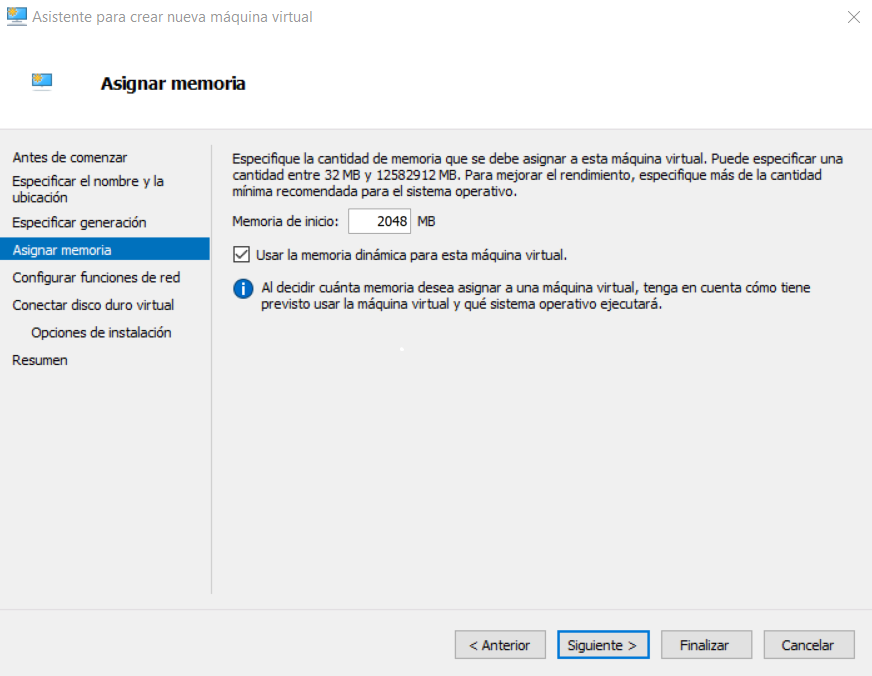 Asistente para crear nueva máquina virtual
Asignar memoria
Antes de comenzar
Especificar el nombre y la
ubicación
Especificar generación
Asignar memoria
Configurar funciones de red
Conectar disco duro virtual
Opciones de instalación
Resumen
Especifique la cantidad de memoria que se debe asignar a esta máquina virtual. Puede especificar una
cantidad entre 32 MB y 12582912 MB. Para mejorar el rendimiento, especifique más de la cantidad
mínima recomendada para el sistema operativo.
Memoria de inicio: 2048 MB
Usar la memoria dinámica para esta máquina virtual.
Al decidir cuánta memoria desea asignar a una máquina virtual, tenga en cuenta cómo tiene
previsto usar la máquina virtual y qué sistema operativo ejecutará.
< Anterior Siguiente > Finalizar Cancelar